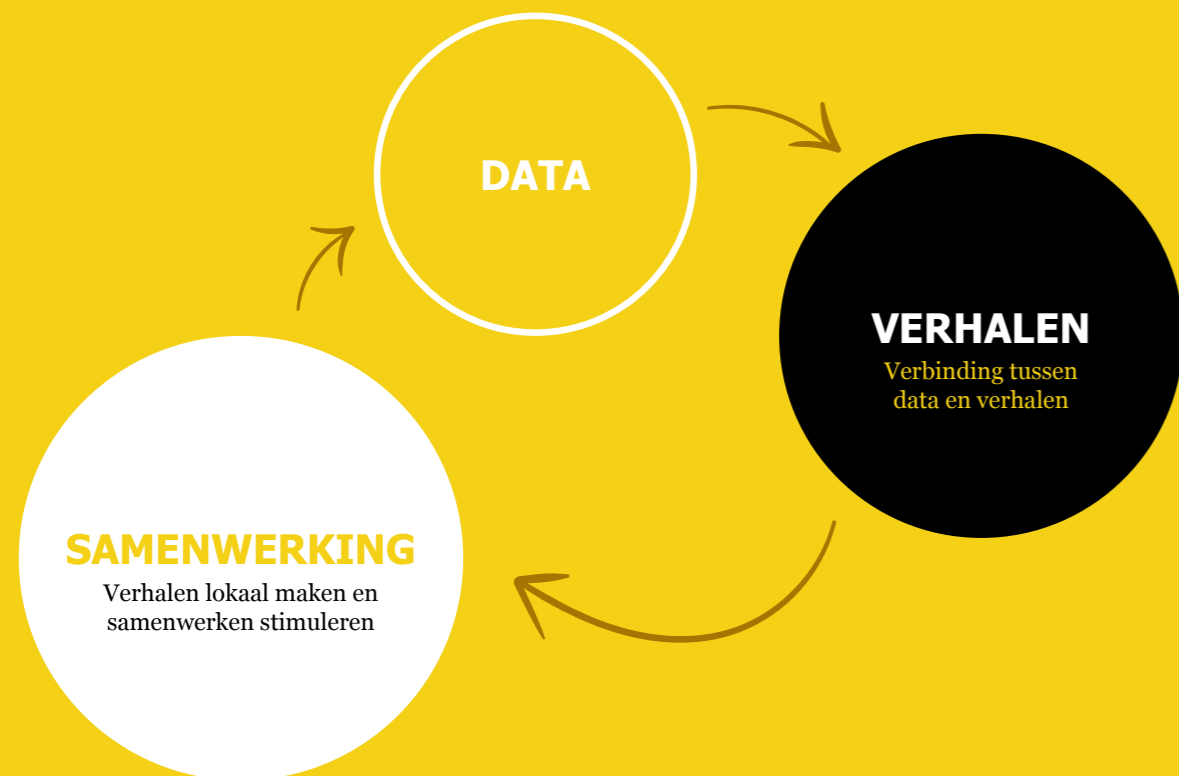 DATA
VERHALEN
Verbinding tussen
data en verhalen
SAMENWERKING
Verhalen lokaal maken en
samenwerken stimuleren